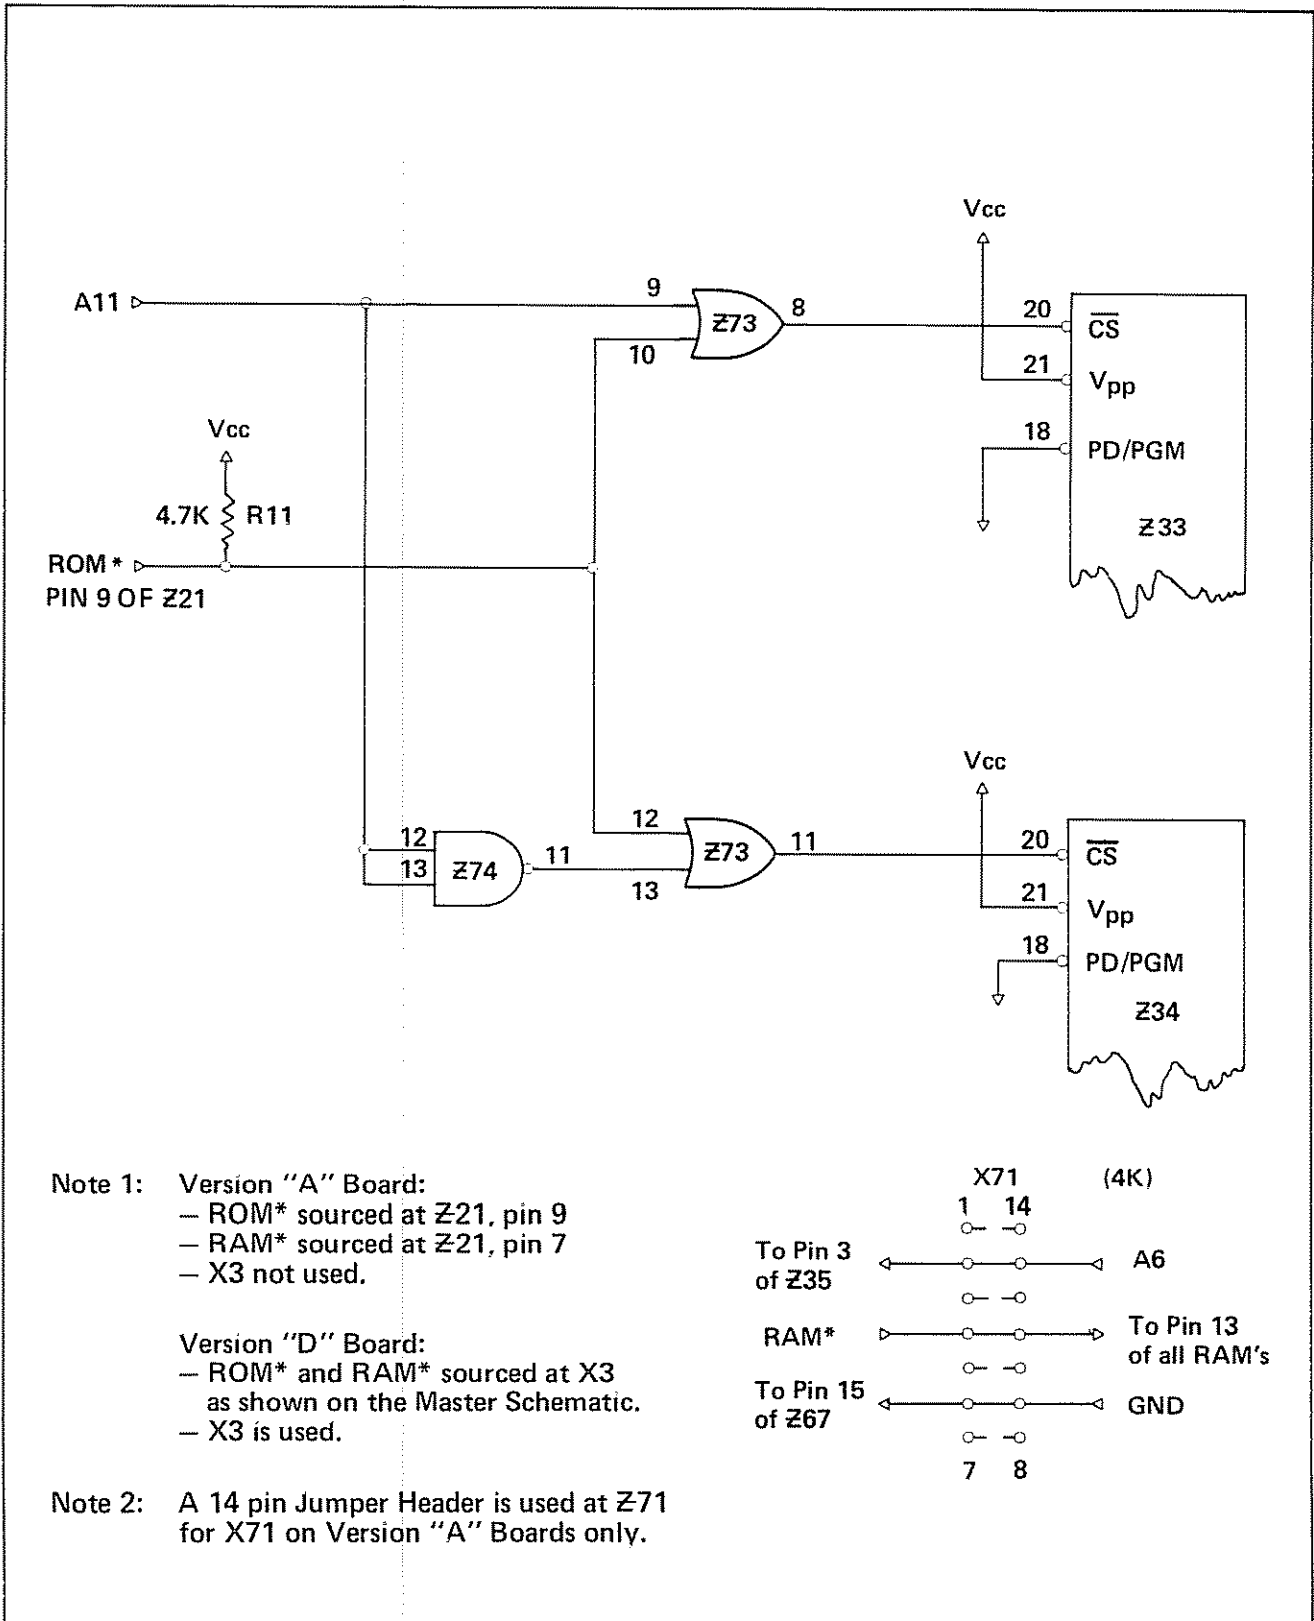 Vcc
A11
9
Z73
8
10
20
CS
21
Vpp
18
PD/PGM
Z33
Vcc
4.7K
R11
ROM*
PIN 9 OF Z21
Vcc
12
13
Z74
11
12
13
Z73
11
20
CS
21
Vpp
18
PD/PGM
Z34
Note 1: Version "A" Board:
– ROM* sourced at Z21, pin 9
– RAM* sourced at Z21, pin 7
– X3 not used.
Version "D" Board:
– ROM* and RAM* sourced at X3
as shown on the Master Schematic.
– X3 is used.
Note 2: A 14 pin Jumper Header is used at Z71
for X71 on Version "A" Boards only.
X71 (4K)
1 14
To Pin 3
of Z35
A6
RAM*
To Pin 13
of all RAM's
To Pin 15
of Z67
GND
7 8